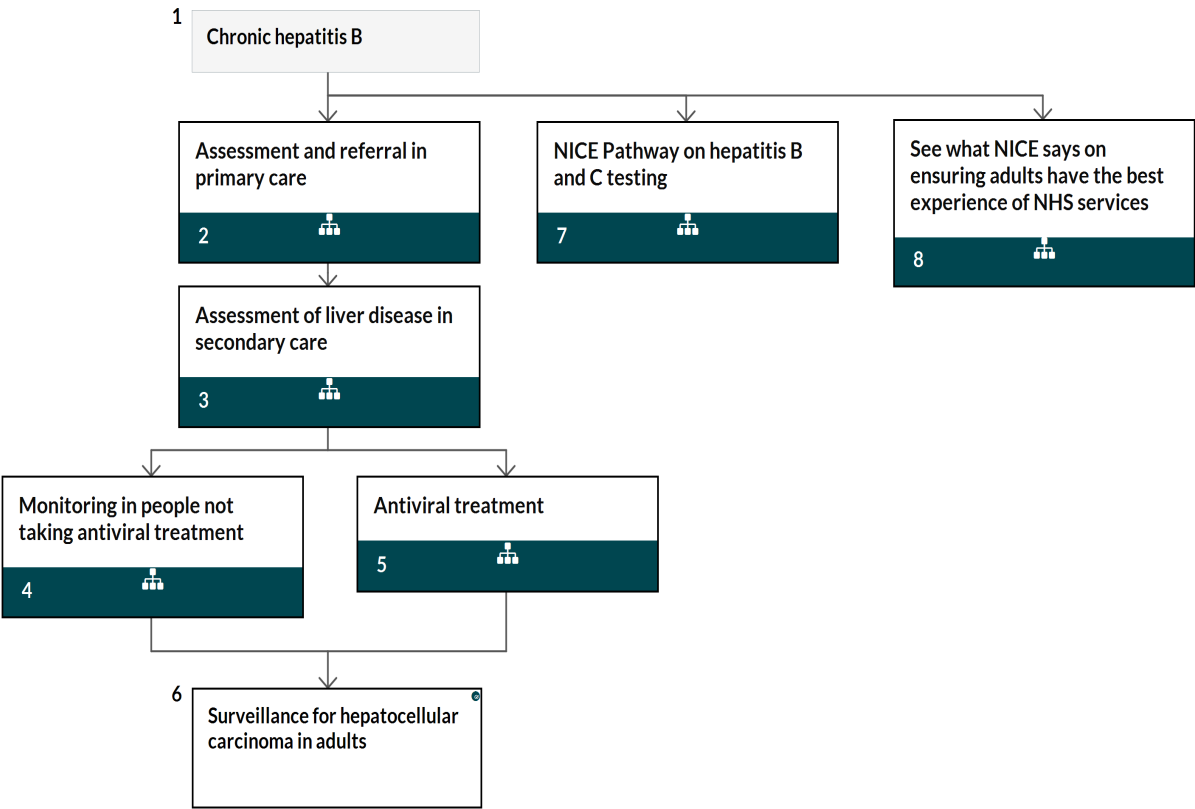 1
Chronic hepatitis B
Assessment and referral in
primary care
2
NICE Pathway on hepatitis B
and C testing
7
See what NICE says on
ensuring adults have the best
experience of NHS services
8
Assessment of liver disease in
secondary care
3
Monitoring in people not
taking antiviral treatment
4
Antiviral treatment
5
6
Surveillance for hepatocellular
carcinoma in adults